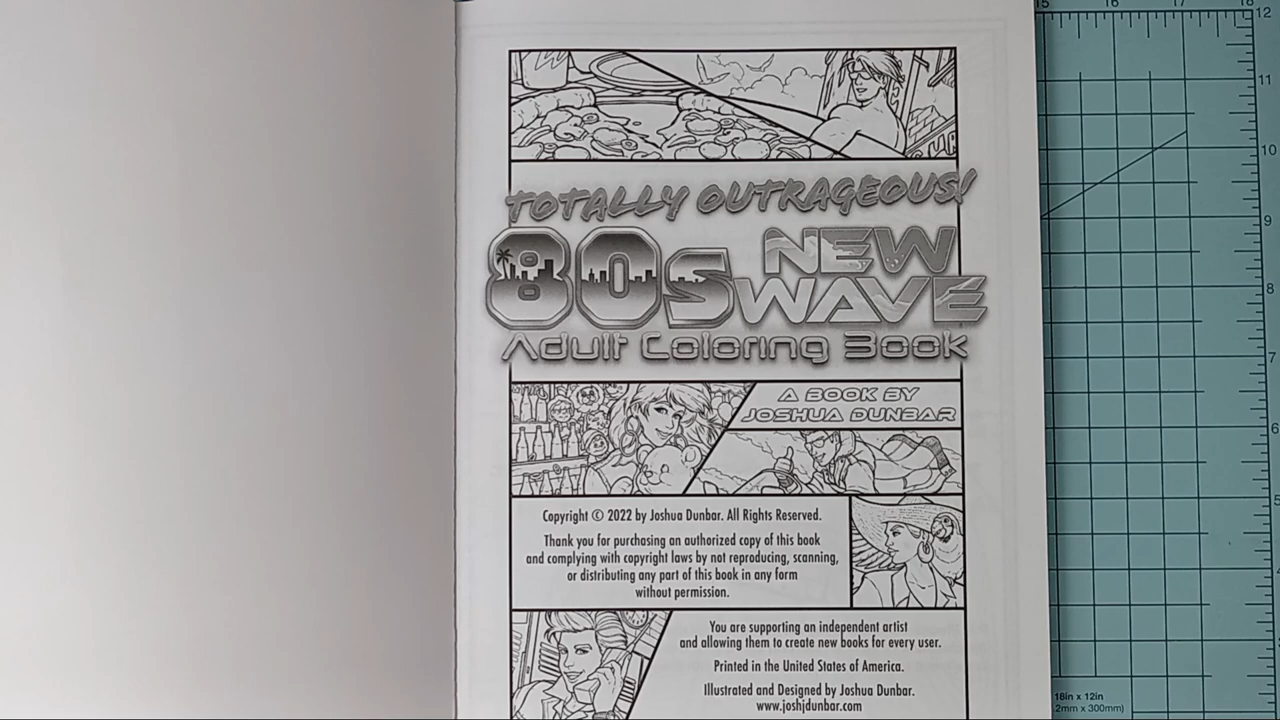 TOTALLY OUTRAGEOUS!
80s NEW WAVE
Adult Coloring Book
A BOOK BY
JOSHUA DUNBAR
Copyright © 2022 by Joshua Dunbar. All Rights Reserved.
Thank you for purchasing an authorized copy of this book
and complying with copyright laws by not reproducing, scanning,
or distributing any part of this book in any form
without permission.
You are supporting an independent artist
and allowing them to create new books for every user.
Printed in the United States of America.
Illustrated and Designed by Joshua Dunbar.
www.joshjdunbar.com
15 16 17 18
12
11
10
9
8
7
6
5
4
18in x 12in
2mm x 300mm)